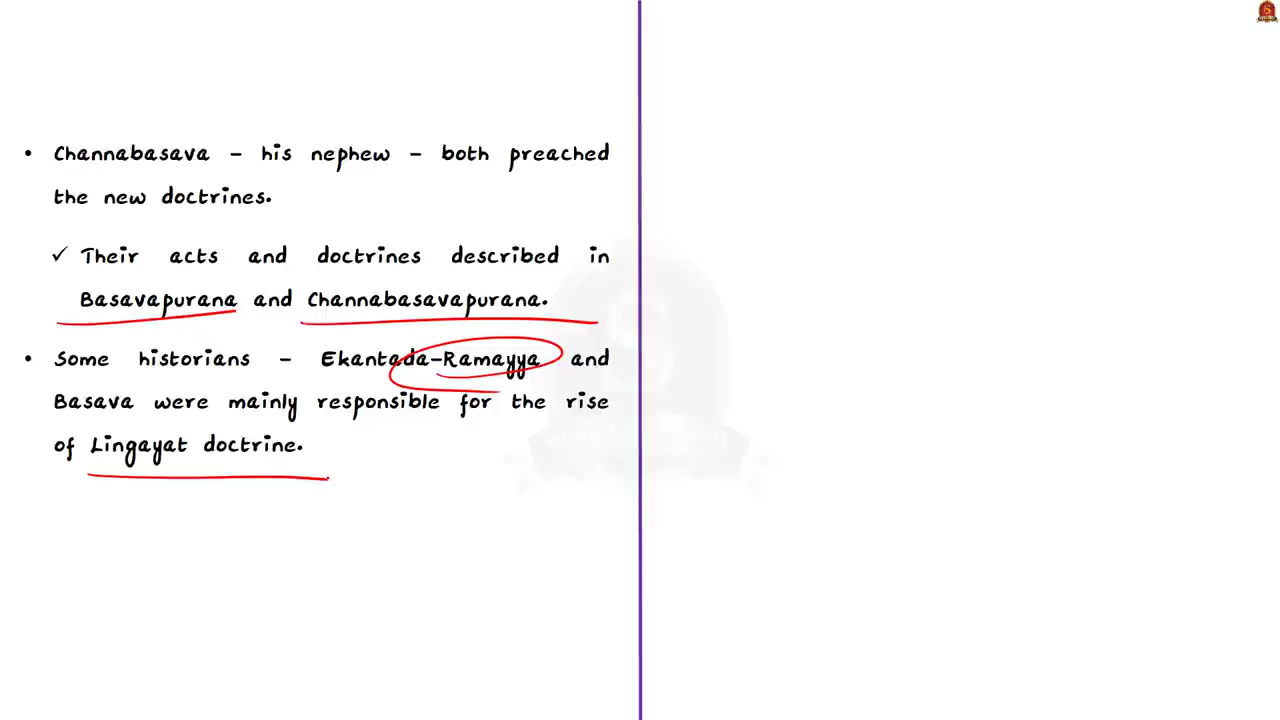 • Channabasava – his nephew – both preached
the new doctrines.
✓ Their acts and doctrines described in
Basavapurana and Channabasavapurana.
• Some historians – Ekantada-Ramayya and
Basava were mainly responsible for the rise
of Lingayat doctrine.